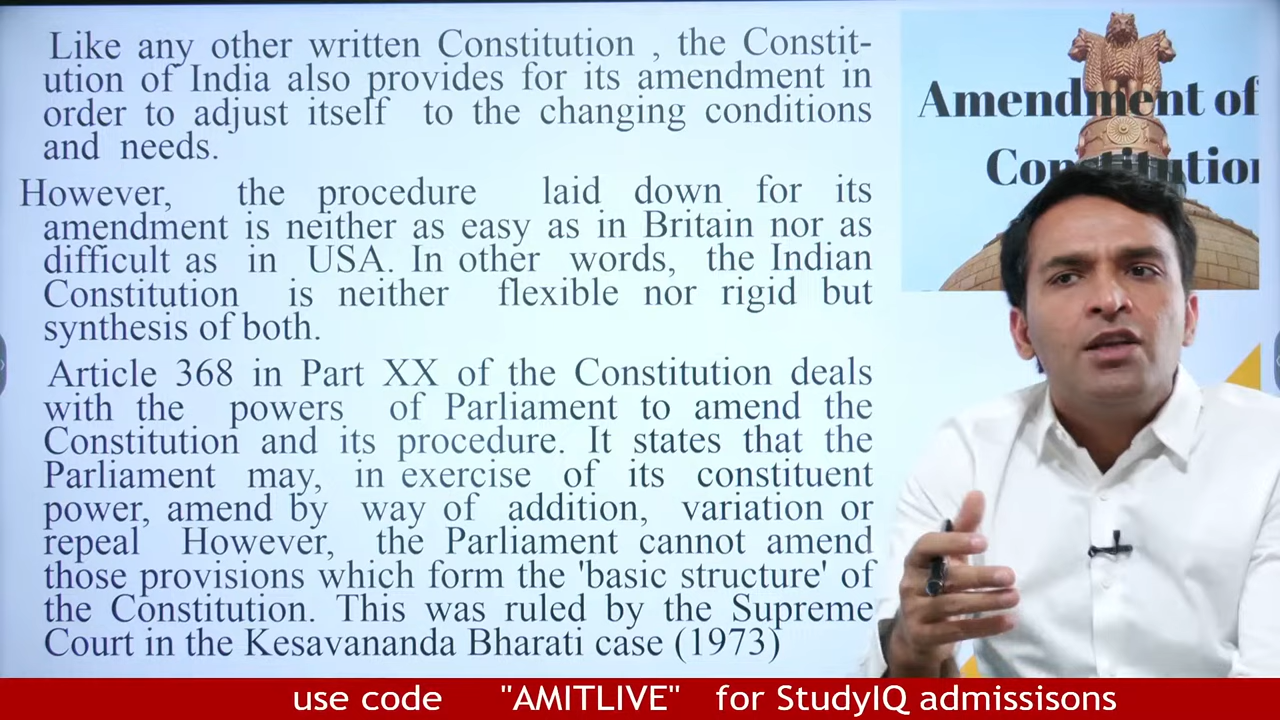 Like any other written Constitution , the Constit-
ution of India also provides for its amendment in
order to adjust itself to the changing conditions
and needs.
However, the procedure laid down for its
amendment is neither as easy as in Britain nor as
difficult as in USA. In other words, the Indian
Constitution is neither flexible nor rigid but
synthesis of both.
Article 368 in Part XX of the Constitution deals
with the powers of Parliament to amend the
Constitution and its procedure. It states that the
Parliament may, in exercise of its constituent
power, amend by way of addition, variation or
repeal However, the Parliament cannot amend
those provisions which form the 'basic structure' of
the Constitution. This was ruled by the Supreme
Court in the Kesavananda Bharati case (1973)
Amendment of
Constitution
use code "AMITLIVE" for StudyIQ admissisons